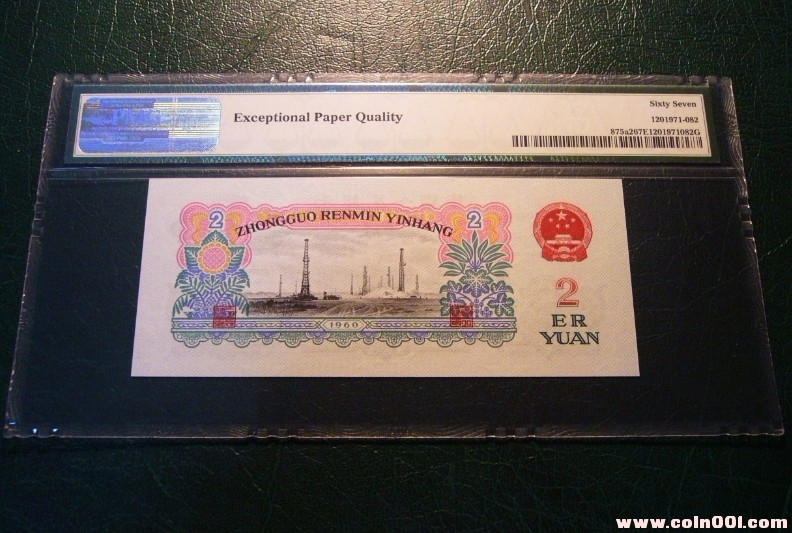 Exceptional Paper Quality
Sixty Seven
1201971-082
875a267E1201971082G
2
2
ZHONGGUO RENMIN YINHANG
1960
2
ER
YUAN
www.coin001.com